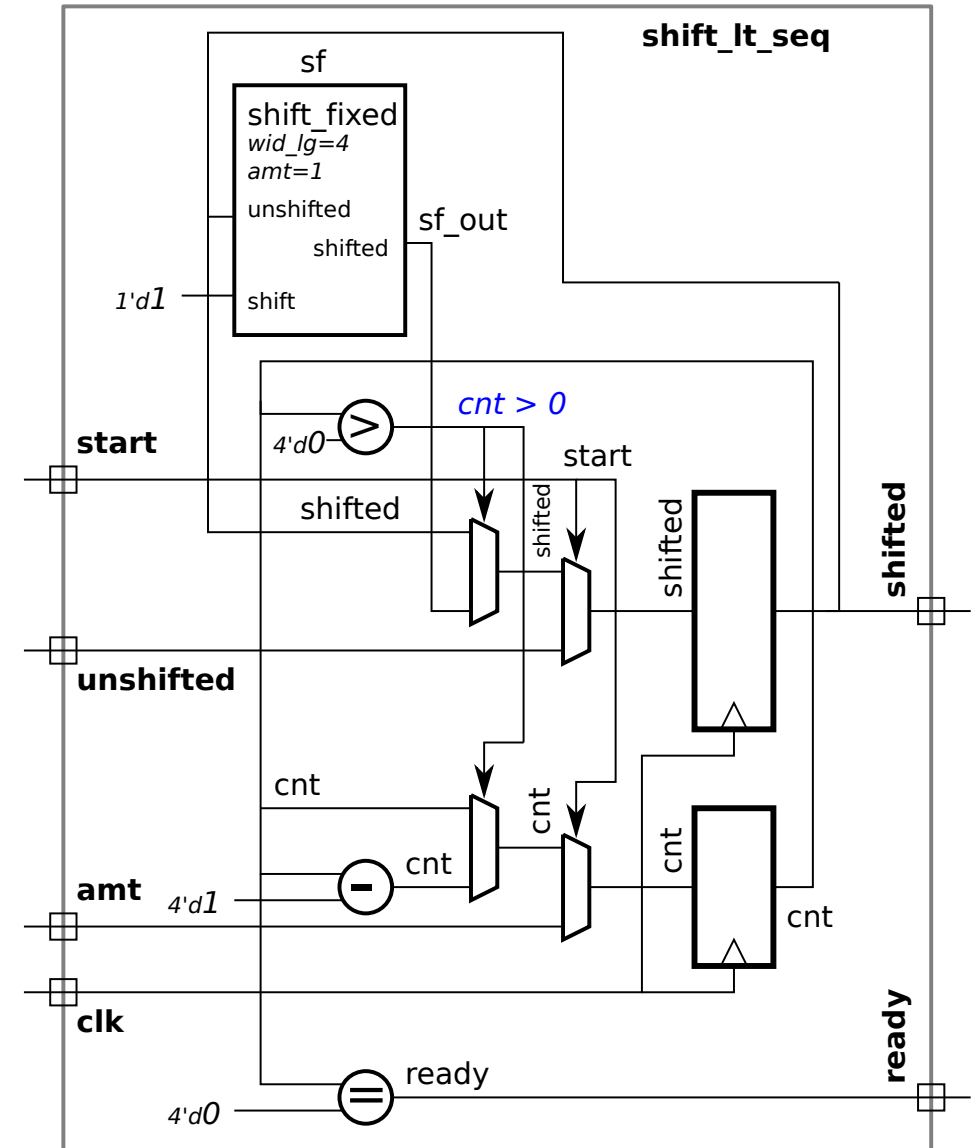 shift_lt_seq
sf
shift_fixed
wid_lg=4
amt=1
unshifted
sf_out
shifted
1'd1
shift
cnt > 0
start
4'd0
>
start
shifted
shifted
shifted
shifted
unshifted
cnt
cnt
cnt
cnt
amt
4'd1
-
cnt
clk
ready
ready
=
4'd0